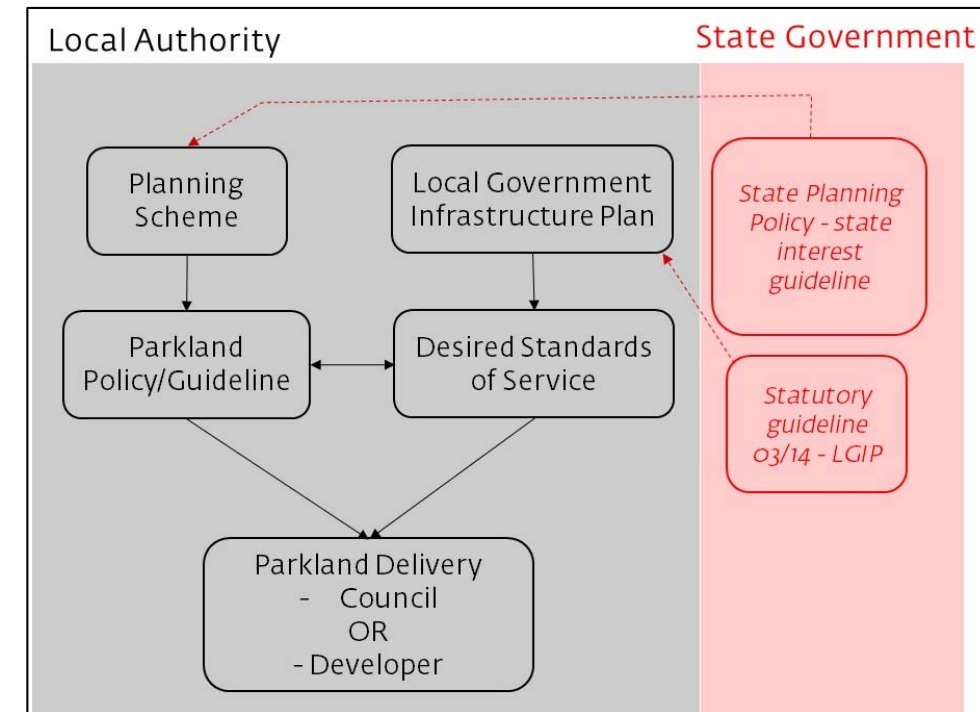 Local Authority
State Government
Planning
Scheme
Local Government
Infrastructure Plan
State Planning
Policy - state
interest
guideline
Parkland
Policy/Guideline
Desired Standards
of Service
Statutory
guideline
03/14 - LGIP
Parkland Delivery
- Council
OR
- Developer